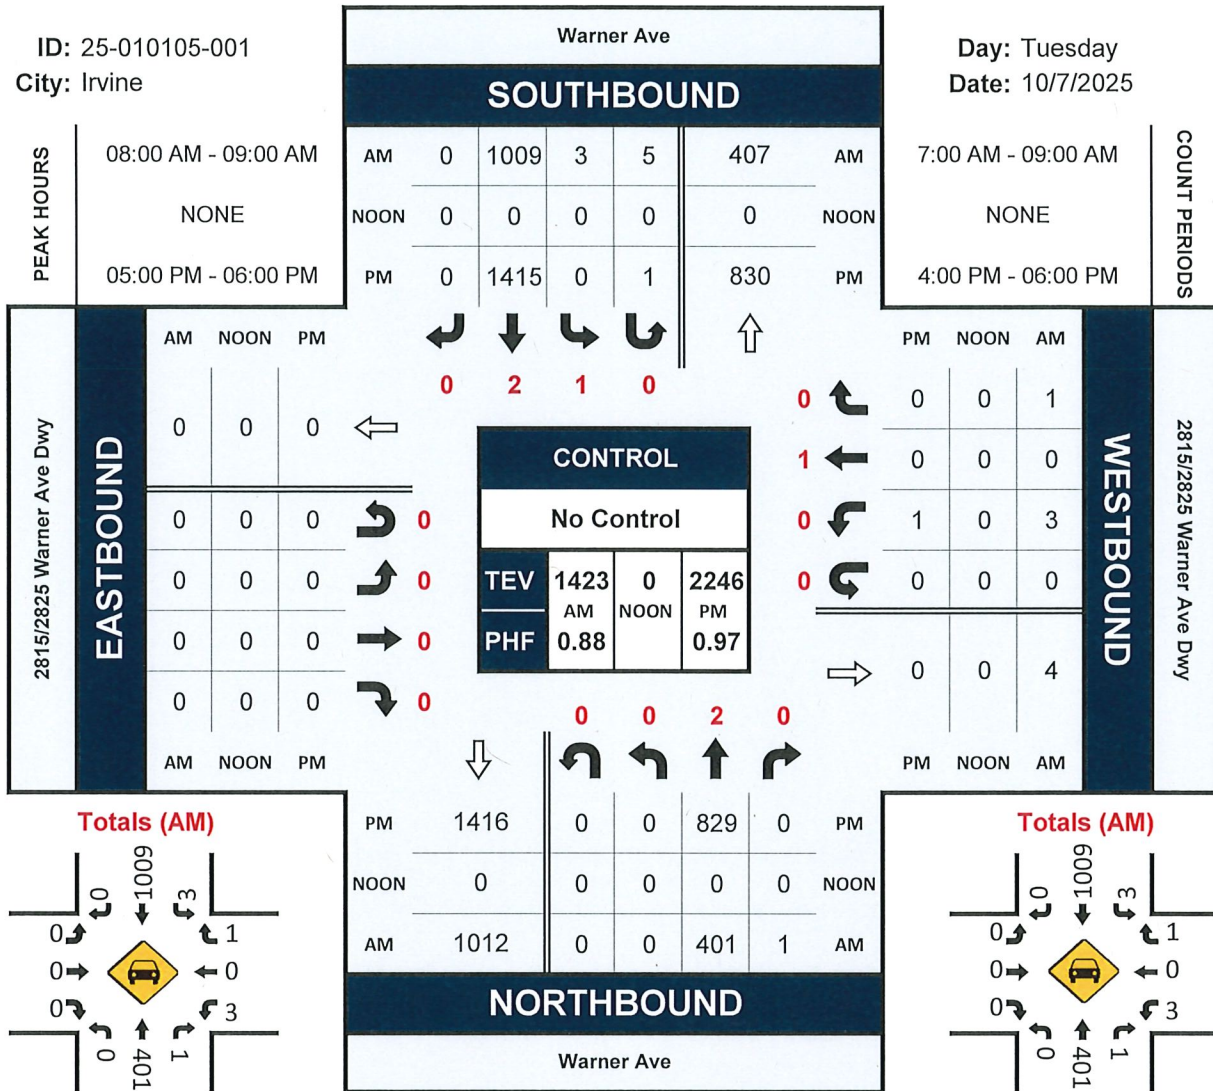 Warner Ave
ID: 25-010105-001
City: Irvine
Day: Tuesday
Date: 10/7/2025
SOUTHBOUND
PEAK HOURS
08:00 AM - 09:00 AM
NONE
05:00 PM - 06:00 PM
AM 0 1009 3 5 407 AM
NOON 0 0 0 0 0 NOON
PM 0 1415 0 1 830 PM
7:00 AM - 09:00 AM
NONE
4:00 PM - 06:00 PM
COUNT PERIODS
0 2 1 0
2815/2825 Warner Ave Dwy
EASTBOUND
AM NOON PM
0 0 0
0 0 0 0
0 0 0 0
0 0 0 0
0 0 0 0
AM NOON PM
CONTROL
No Control
TEV 1423 0 2246
AM NOON PM
PHF 0.88 0.97
PM NOON AM
0 0 0 1
1 0 0 0
0 1 0 3
0 0 0 0
0 0 4
PM NOON AM
WESTBOUND
2815/2825 Warner Ave Dwy
0 0 2 0
PM 1416 0 0 829 0 PM
NOON 0 0 0 0 0 NOON
AM 1012 0 0 401 1 AM
NORTHBOUND
Warner Ave
Totals (AM)
0 1009 3
0 1
0 0
0 3
0 401 1
Totals (AM)
0 1009 3
0 1
0 0
0 3
0 401 1